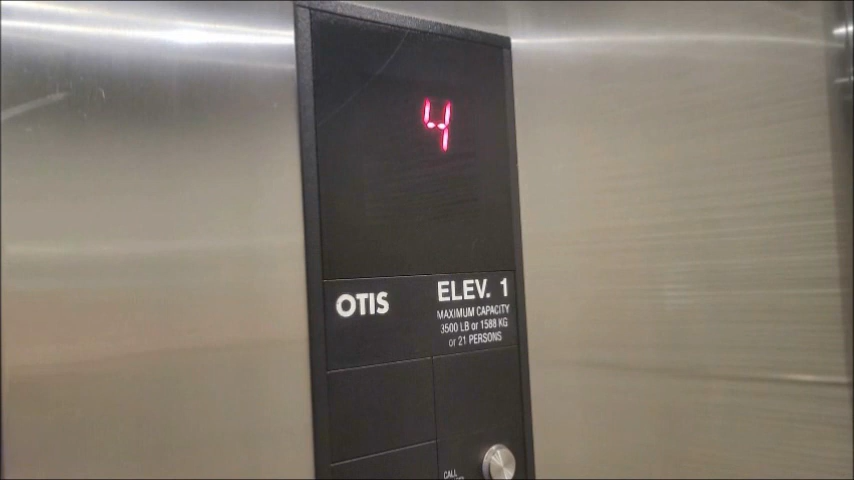 4
OTIS
ELEV. 1
MAXIMUM CAPACITY
3500 LB or 1588 KG
or 21 PERSONS
CALL